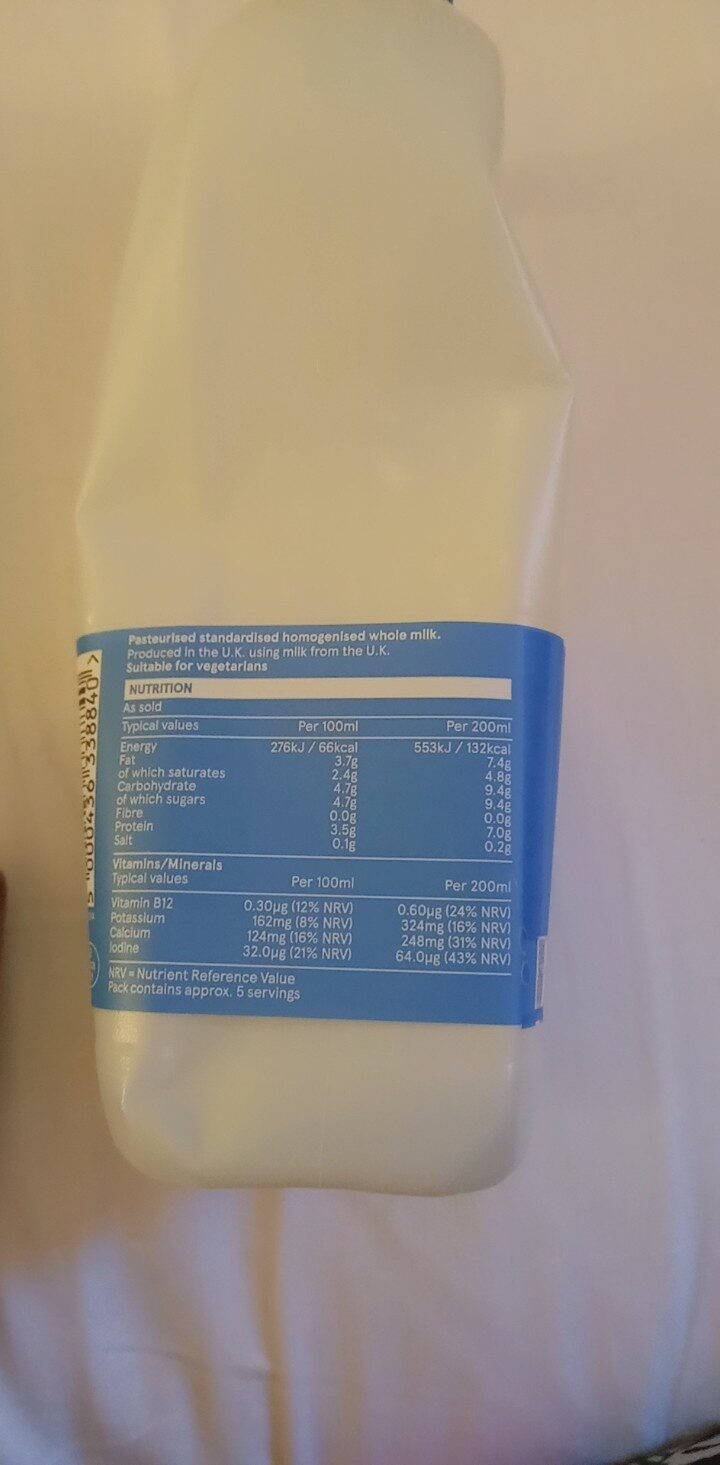 Pasteurised standardised homogenised whole milk.
Produced in the U.K. using milk from the U.K.
Suitable for vegetarians
NUTRITION
As sold
Typical values Per 100ml Per 200ml
Energy 276kJ / 66kcal 553kJ / 132kcal
Fat 3.7g 7.4g
of which saturates 2.4g 4.8g
Carbohydrate 4.7g 9.4g
of which sugars 4.7g 9.4g
Fibre 0.0g 0.0g
Protein 3.5g 7.0g
Salt 0.1g 0.2g
Vitamins/Minerals
Typical values Per 100ml Per 200ml
Vitamin B12 0.30µg (12% NRV) 0.60µg (24% NRV)
Potassium 162mg (8% NRV) 324mg (16% NRV)
Calcium 124mg (16% NRV) 248mg (31% NRV)
Iodine 32.0µg (21% NRV) 64.0µg (43% NRV)
NRV = Nutrient Reference Value
Pack contains approx. 5 servings